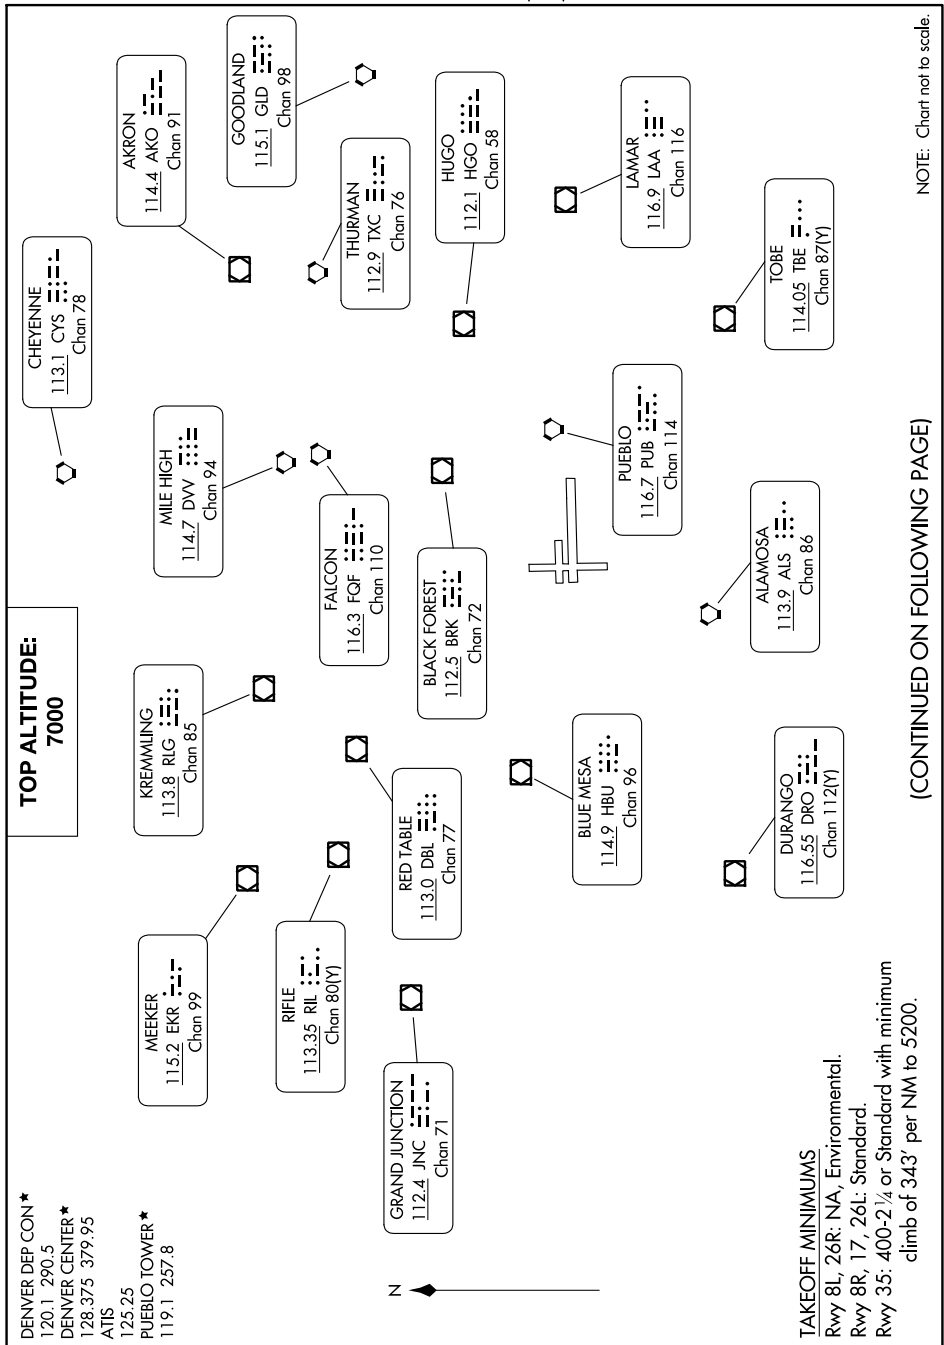 DENVER DEP CON★
120.1 290.5
DENVER CENTER★
128.375 379.95
ATIS
125.25
PUEBLO TOWER★
119.1 257.8
TOP ALTITUDE:
7000
CHEYENNE
113.1 CYS
Chan 78
AKRON
114.4 AKO
Chan 91
GOODLAND
115.1 GLD
Chan 98
MILE HIGH
114.7 DVV
Chan 94
THURMAN
112.9 TXC
Chan 76
KREMMLING
113.8 RLG
Chan 85
MEEKER
115.2 EKR
Chan 99
RIFLE
113.35 RIL
Chan 80(Y)
FALCON
116.3 FQF
Chan 110
HUGO
112.1 HGO
Chan 58
GRAND JUNCTION
112.4 JNC
Chan 71
RED TABLE
113.0 DBL
Chan 77
BLACK FOREST
112.5 BRK
Chan 72
BLUE MESA
114.9 HBU
Chan 96
PUEBLO
116.7 PUB
Chan 114
LAMAR
116.9 LAA
Chan 116
DURANGO
116.55 DRO
Chan 112(Y)
ALAMOSA
113.9 ALS
Chan 86
TOBE
114.05 TBE
Chan 87(Y)
N
TAKEOFF MINIMUMS
Rwy 8L, 26R: NA, Environmental.
Rwy 8R, 17, 26L: Standard.
Rwy 35: 400-2¼ or Standard with minimum
climb of 343' per NM to 5200.
(CONTINUED ON FOLLOWING PAGE)
NOTE: Chart not to scale.